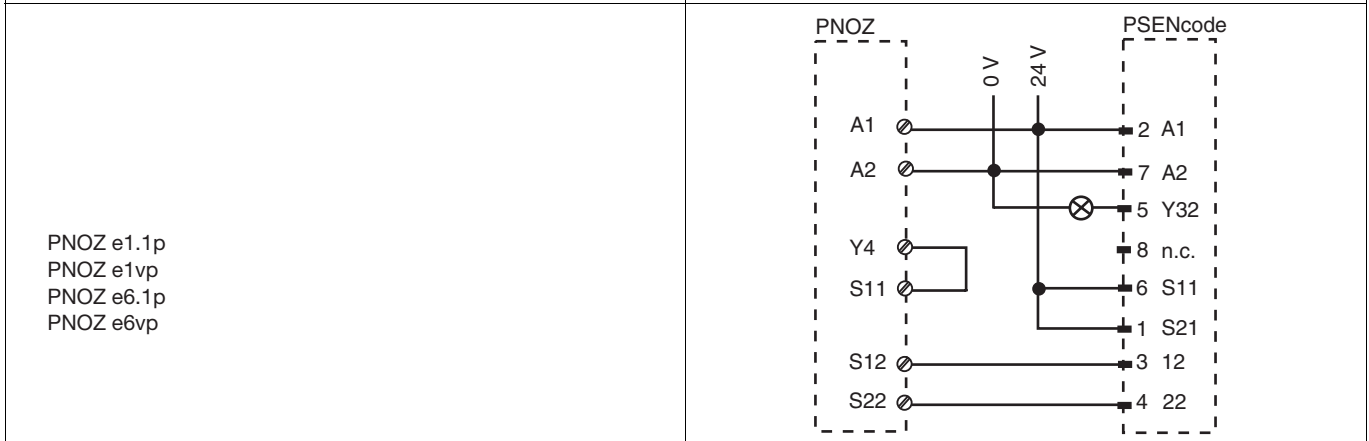 PNOZ e1.1p
PNOZ e1vp
PNOZ e6.1p
PNOZ e6vp
PNOZ
PSENcode
0 V
24 V
A1
2 A1
A2
7 A2
5 Y32
Y4
8 n.c.
S11
6 S11
1 S21
S12
3 12
S22
4 22